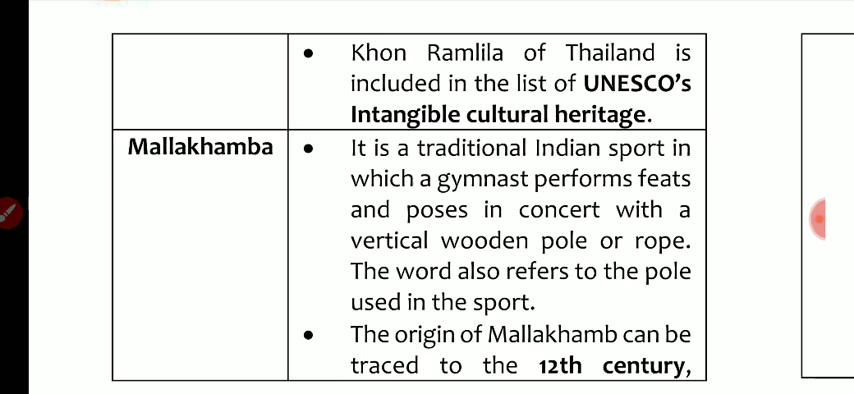 • Khon Ramlila of Thailand is
included in the list of UNESCO's
Intangible cultural heritage.
Mallakhamba • It is a traditional Indian sport in
which a gymnast performs feats
and poses in concert with a
vertical wooden pole or rope.
The word also refers to the pole
used in the sport.
• The origin of Mallakhamb can be
traced to the 12th century,